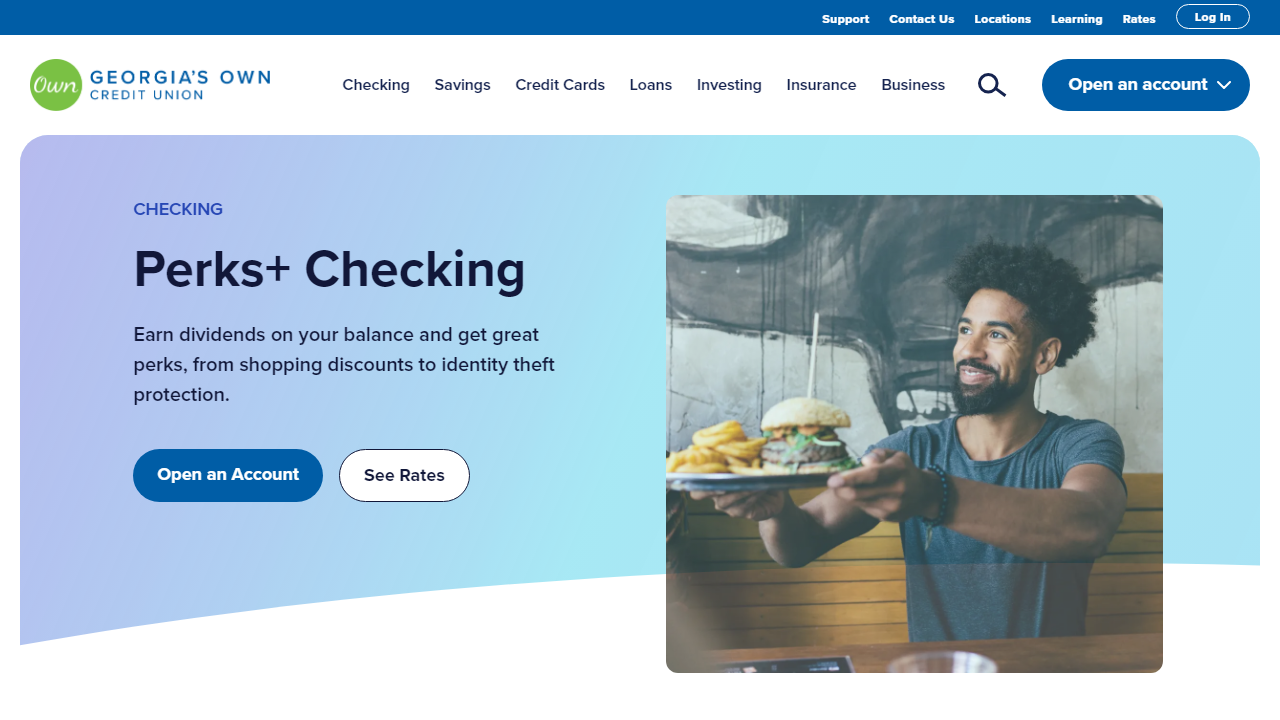 Support Contact Us Locations Learning Rates Log In
Own GEORGIA'S OWN
CREDIT UNION
Checking Savings Credit Cards Loans Investing Insurance Business
Open an account
CHECKING
Perks+ Checking
Earn dividends on your balance and get great
perks, from shopping discounts to identity theft
protection.
Open an Account See Rates